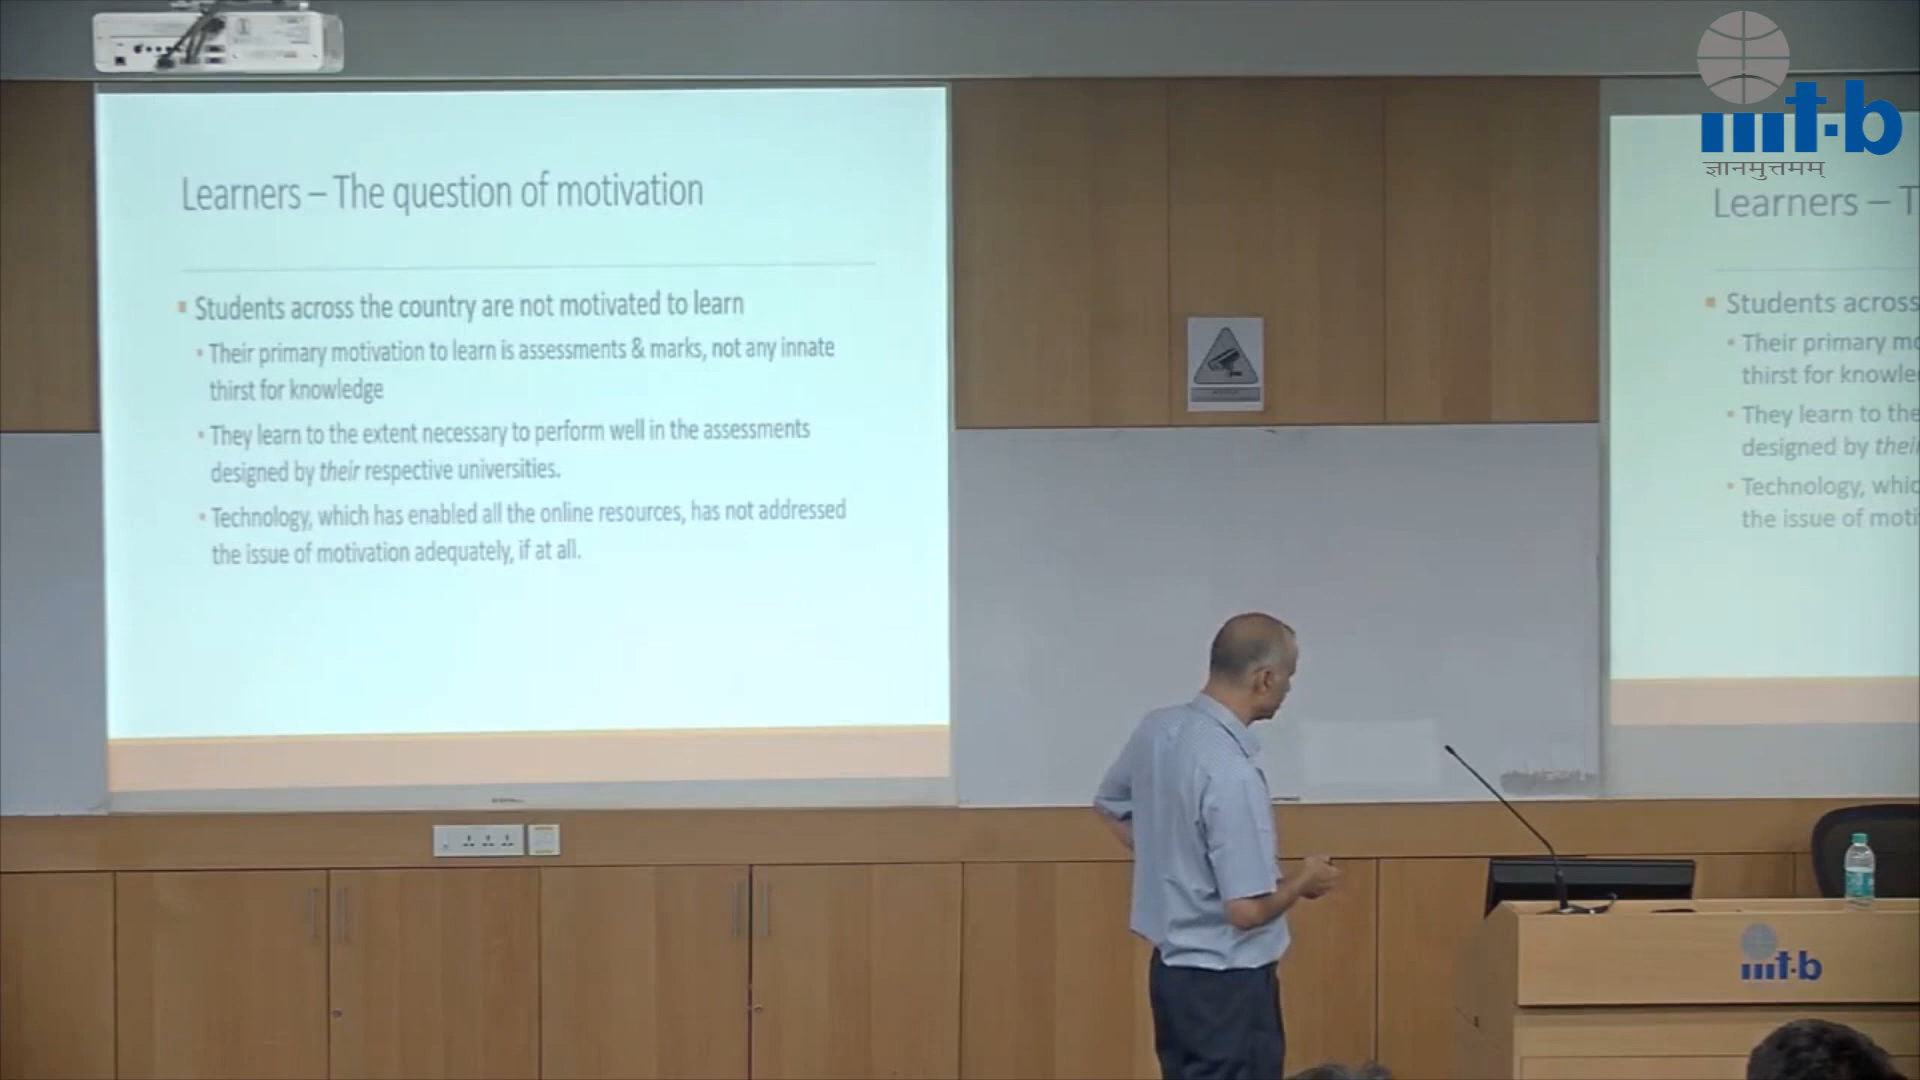 Learners – The question of motivation
Students across the country are not motivated to learn
Their primary motivation to learn is assessments & marks, not any innate
thirst for knowledge
They learn to the extent necessary to perform well in the assessments
designed by their respective universities.
Technology, which has enabled all the online resources, has not addressed
the issue of motivation adequately, if at all.
iiit-b
ज्ञानमुत्तमम्
Learners – T
Students across
Their primary mo
thirst for knowle
They learn to the
designed by thei
Technology, whic
the issue of moti
iiit-b